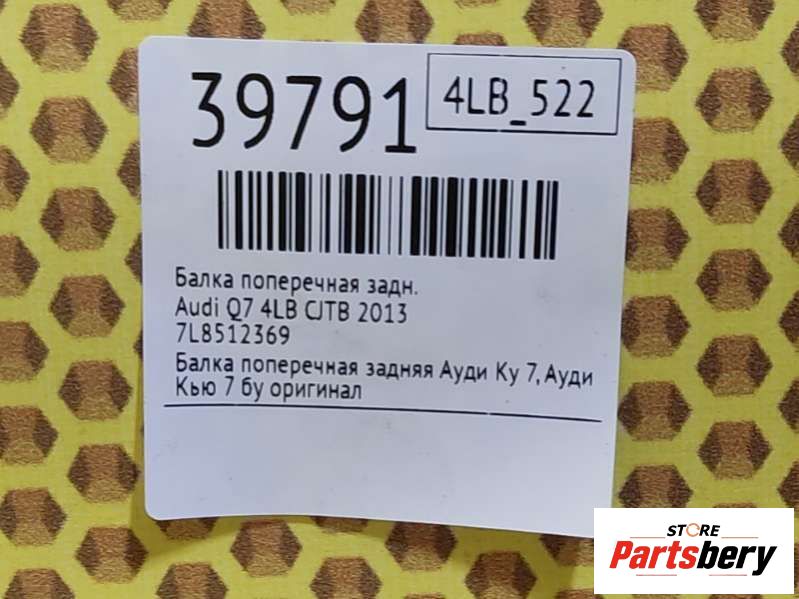 39791
4LB_522
Балка поперечная задн.
Audi Q7 4LB CJTB 2013
7L8512369
Балка поперечная задняя Ауди Ку 7, Ауди
Кью 7 бу оригинал
STORE
Partsbery